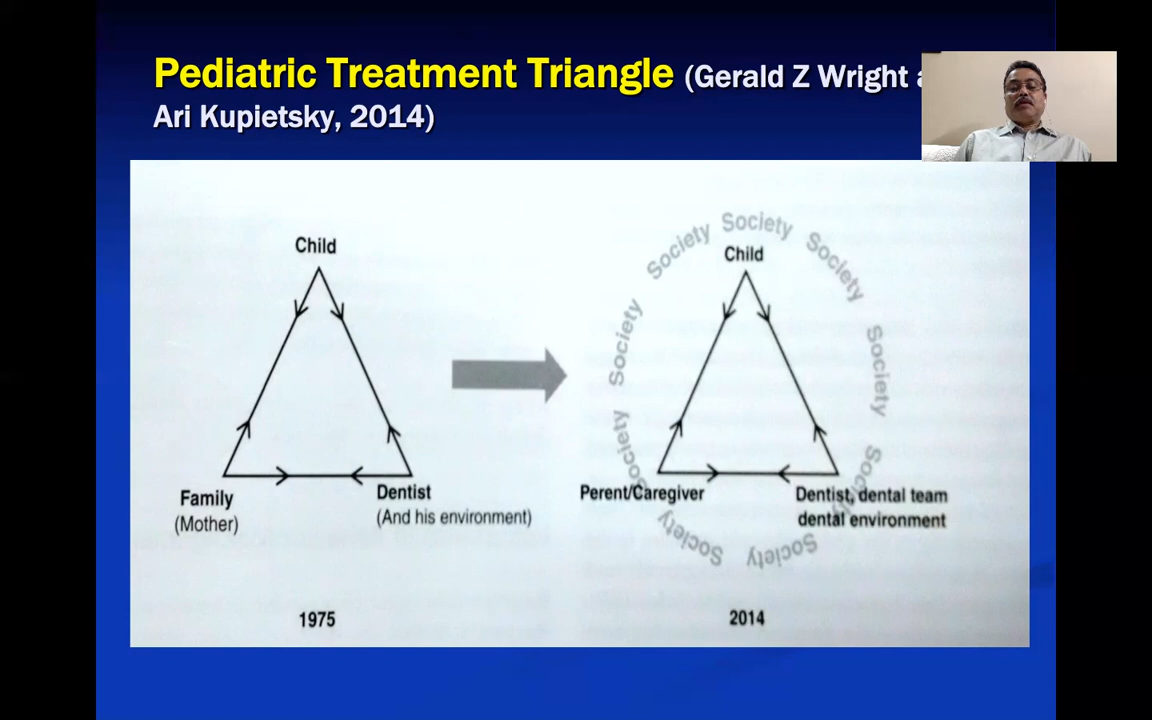 Pediatric Treatment Triangle (Gerald Z Wright
Ari Kupietsky, 2014)
Society Society Society
Child
Child
Society
Society
Society
Society
Society
Family
(Mother)
Dentist
(And his environment)
Perent/Caregiver
Dentist, dental team
dental environment
Society
Society
1975
2014